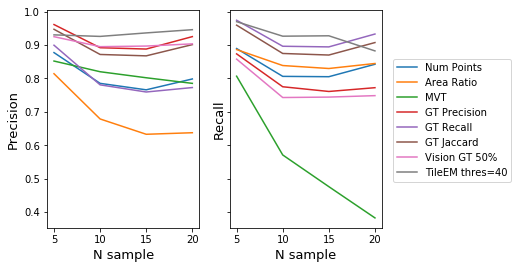 1.0
0.9
0.8
0.7
0.6
0.5
0.4
Precision
5
10
15
20
N sample
Recall
5
10
15
20
N sample
Num Points
Area Ratio
MVT
GT Precision
GT Recall
GT Jaccard
Vision GT 50%
TileEM thres=40